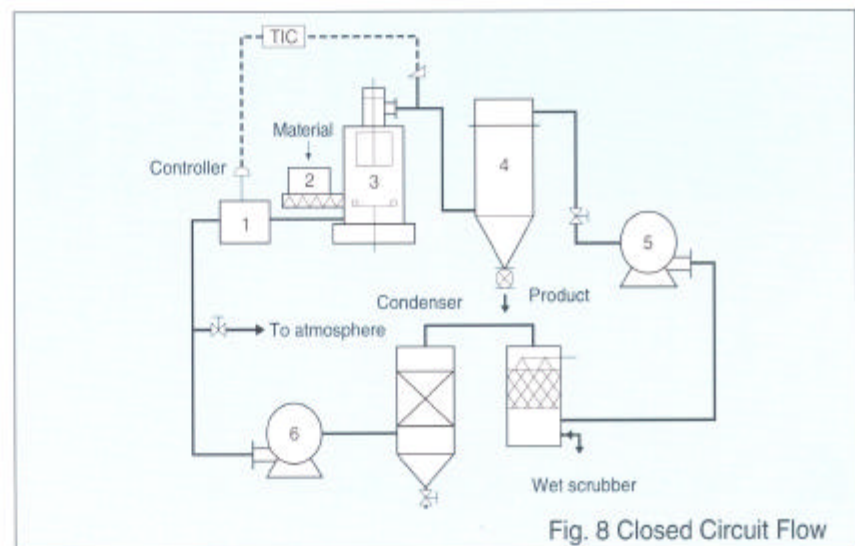 TIC
Material
Controller
2
3
4
1
5
Condenser
Product
To atmosphere
6
Wet scrubber
Fig. 8 Closed Circuit Flow